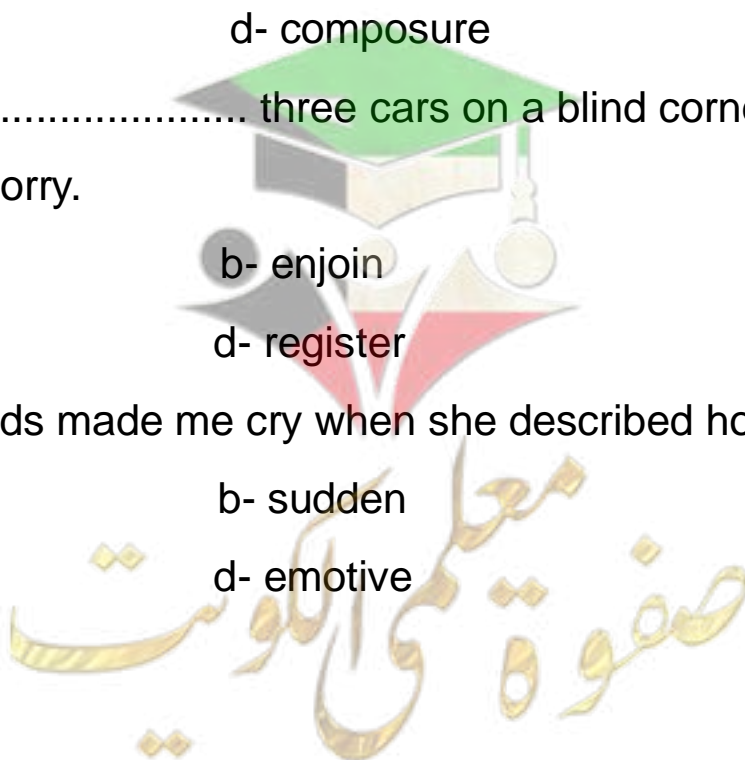 d- composure
..................... three cars on a blind corne
orry.
b- enjoin
d- register
ds made me cry when she described ho
b- sudden
d- emotive
صفوة معلمى الكويت